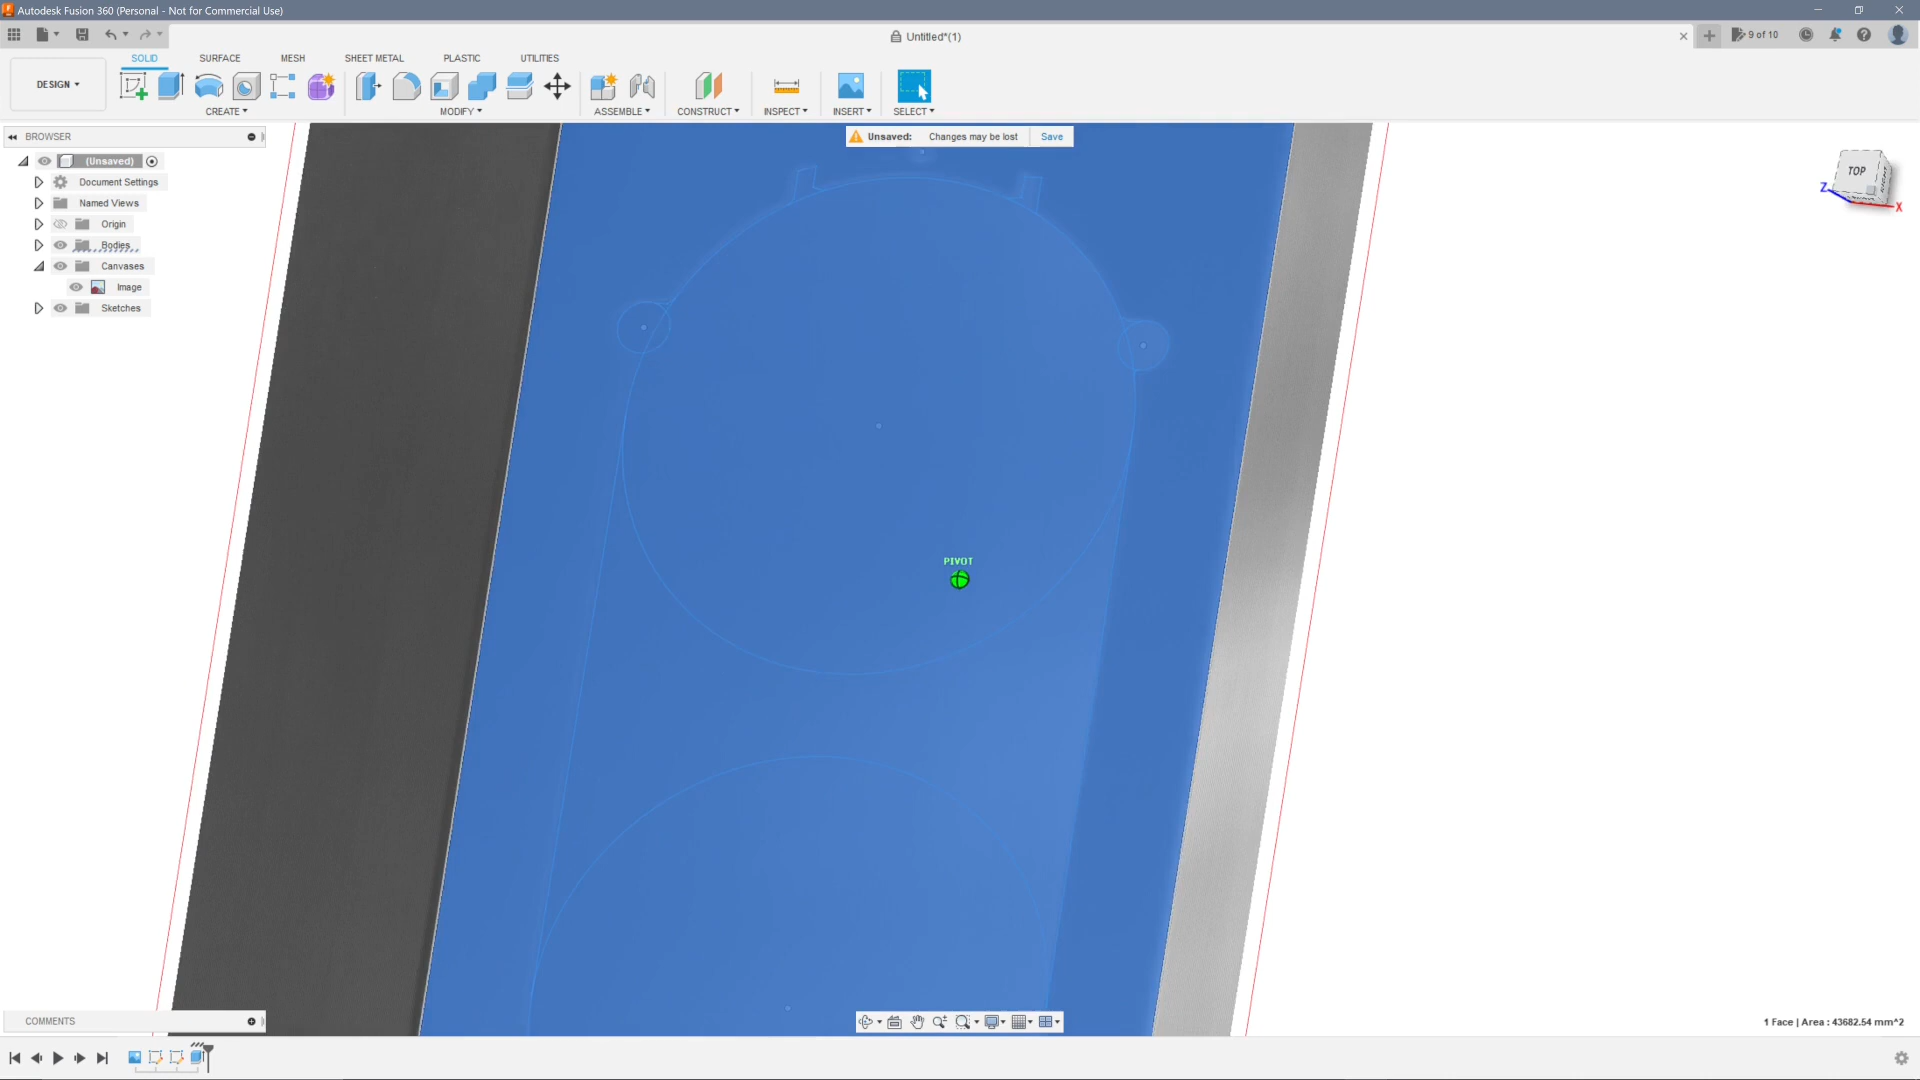 Autodesk Fusion 360 (Personal - Not for Commercial Use)
Untitled*(1)
9 of 10
DESIGN
SOLID SURFACE MESH SHEET METAL PLASTIC UTILITIES
CREATE MODIFY ASSEMBLE CONSTRUCT INSPECT INSERT SELECT
BROWSER
Unsaved: Changes may be lost Save
(Unsaved)
Document Settings
Named Views
Origin
Bodies
Canvases
Image
Sketches
TOP
RIGHT
Z
X
PIVOT
COMMENTS
1 Face | Area : 43682.54 mm^2